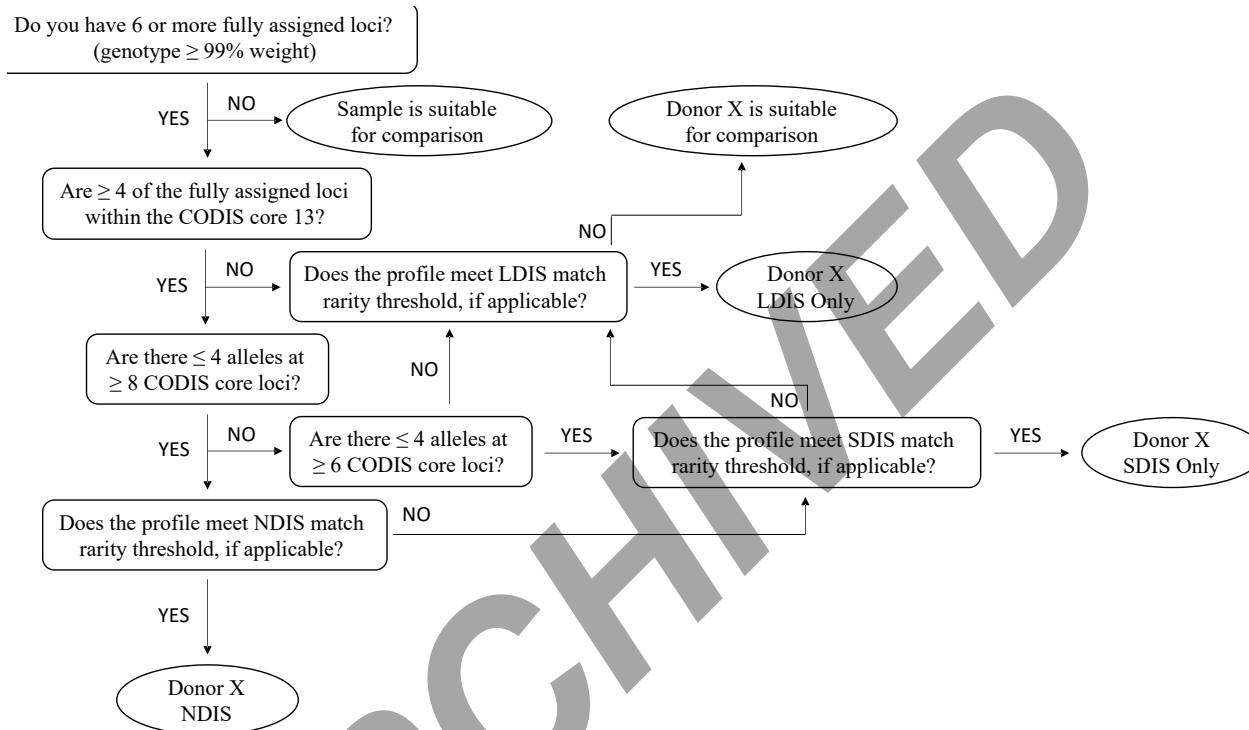 Do you have 6 or more fully assigned loci?
(genotype ≥ 99% weight)
YES
NO
Sample is suitable
for comparison
Donor X is suitable
for comparison
Are ≥ 4 of the fully assigned loci
within the CODIS core 13?
NO
YES
NO
Does the profile meet LDIS match
rarity threshold, if applicable?
YES
Donor X
LDIS Only
Are there ≤ 4 alleles at
≥ 8 CODIS core loci?
NO
NO
YES
NO
Are there ≤ 4 alleles at
≥ 6 CODIS core loci?
YES
Does the profile meet SDIS match
rarity threshold, if applicable?
YES
Donor X
SDIS Only
Does the profile meet NDIS match
rarity threshold, if applicable?
NO
YES
Donor X
NDIS
RCHIVED